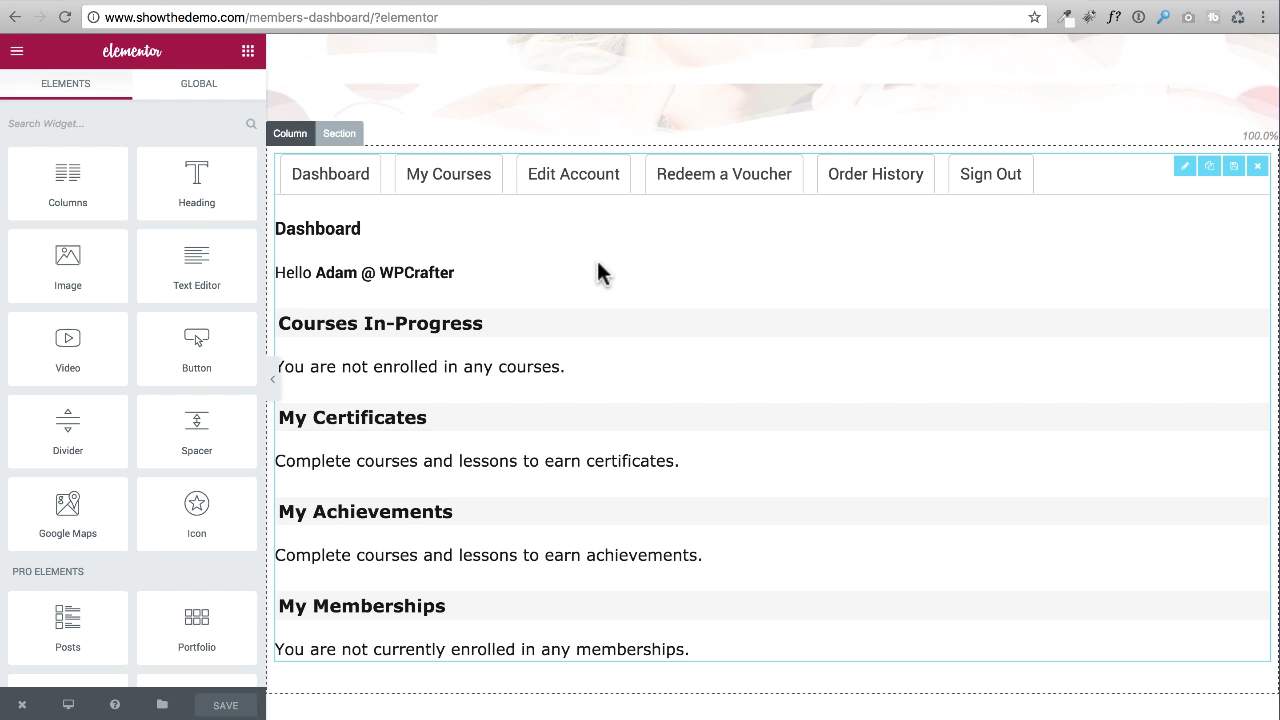 www.showthedemo.com/members-dashboard/?elementor
elementor
ELEMENTS
GLOBAL
Search Widget...
Columns
Heading
Image
Text Editor
Video
Button
Divider
Spacer
Google Maps
Icon
PRO ELEMENTS
Posts
Portfolio
SAVE
Column
Section
100.0%
Dashboard
My Courses
Edit Account
Redeem a Voucher
Order History
Sign Out
Dashboard
Hello Adam @ WPCrafter
Courses In-Progress
You are not enrolled in any courses.
My Certificates
Complete courses and lessons to earn certificates.
My Achievements
Complete courses and lessons to earn achievements.
My Memberships
You are not currently enrolled in any memberships.